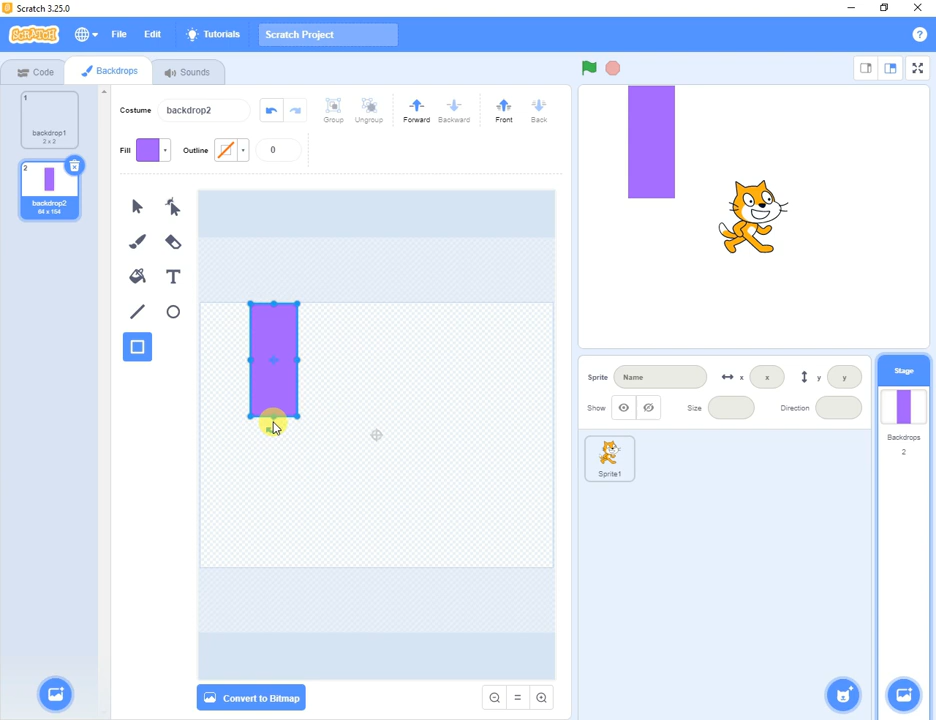 Scratch 3.25.0
SCRATCH File Edit Tutorials Scratch Project ?
Code Backdrops Sounds
1
backdrop1
2 x 2
2
backdrop2
64 x 154
Costume backdrop2 Group Ungroup Forward Backward Front Back
Fill Outline 0
T
Convert to Bitmap
Sprite Name x x y y
Show Size Direction
Sprite1
Stage
Backdrops
2